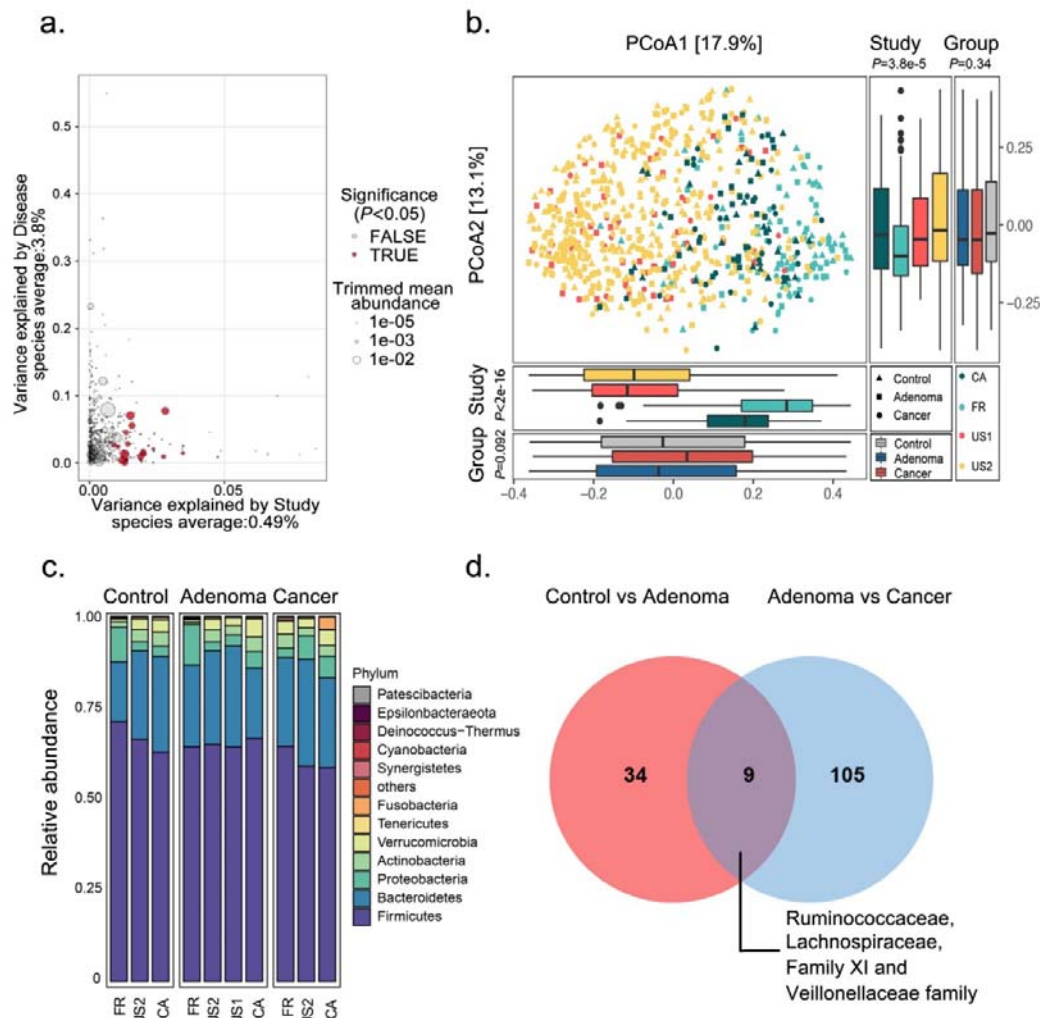 a.
Variance explained by Disease
species average:3.8%
0.5
0.4
0.3
0.2
0.1
0.0
0.00
0.05
Variance explained by Study
species average:0.49%
Significance
(P<0.05)
FALSE
TRUE
Trimmed mean
abundance
1e-05
1e-03
1e-02
b.
PCoA1 [17.9%]
Study
P=3.8e-5
Group
P=0.34
PCoA2 [13.1%]
0.25
0.00
-0.25
Study
P<2e-16
Group
P=0.092
Control
Adenoma
Cancer
Control
Adenoma
Cancer
CA
FR
US1
US2
−0.4
−0.2
0.0
0.2
0.4
c.
Control
Adenoma
Cancer
Relative abundance
1.00
0.75
0.50
0.25
0
FR
US2
CA
FR
US2
US1
CA
FR
US2
CA
Phylum
Patescibacteria
Epsilonbacteraeota
Deinococcus−Thermus
Cyanobacteria
Synergistetes
others
Fusobacteria
Tenericutes
Verrucomicrobia
Actinobacteria
Proteobacteria
Bacteroidetes
Firmicutes
d.
Control vs Adenoma
Adenoma vs Cancer
34
9
105
Ruminococcaceae,
Lachnospiraceae,
Family XI and
Veillonellaceae family